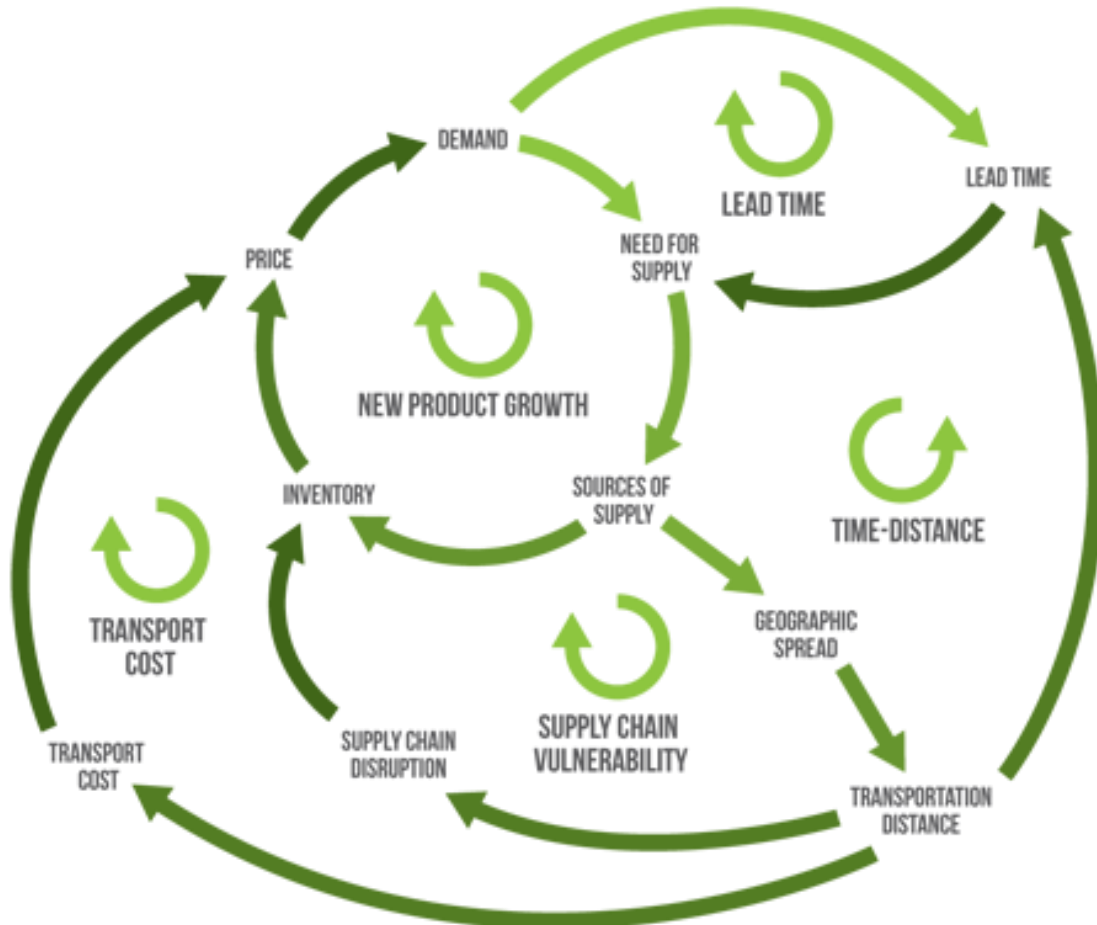 DEMAND
LEAD TIME
LEAD TIME
NEED FOR
SUPPLY
PRICE
NEW PRODUCT GROWTH
INVENTORY
SOURCES OF
SUPPLY
TIME-DISTANCE
TRANSPORT
COST
GEOGRAPHIC
SPREAD
SUPPLY CHAIN
VULNERABILITY
SUPPLY CHAIN
DISRUPTION
TRANSPORT
COST
TRANSPORTATION
DISTANCE